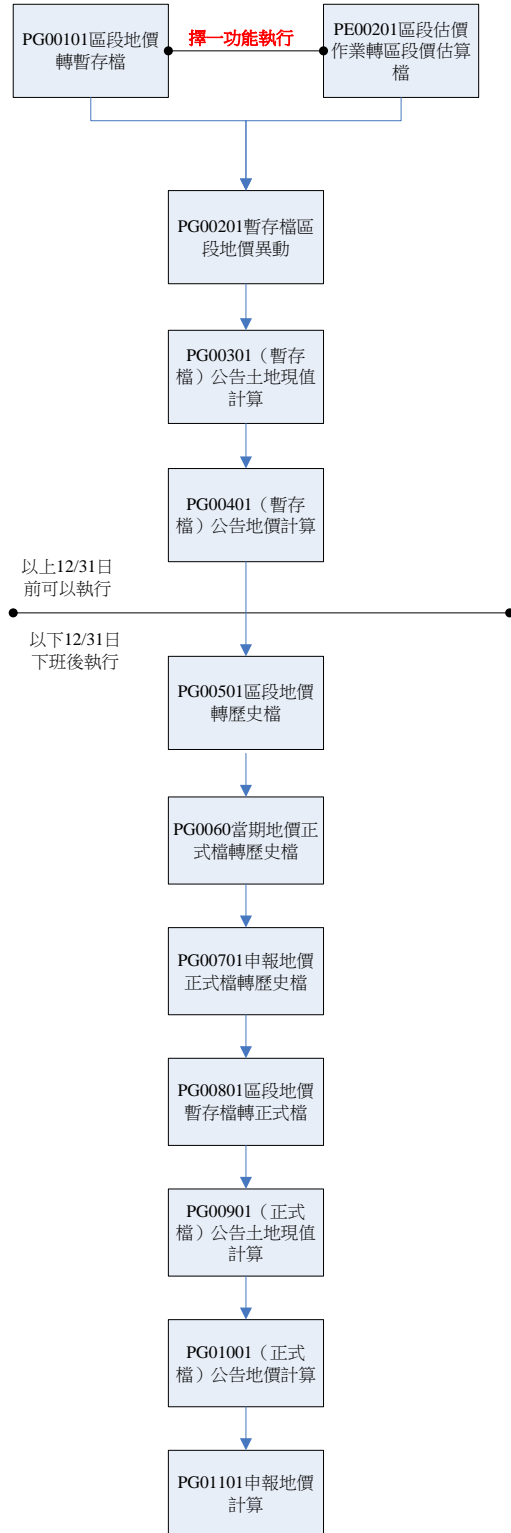 PG00101區段地價
轉暫存檔
擇一功能執行
PE00201區段估價
作業轉區段價估算
檔
PG00201暫存檔區
段地價異動
PG00301（暫存
檔）公告土地現值
計算
PG00401（暫存
檔）公告地價計算
以上12/31日
前可以執行
以下12/31日
下班後執行
PG00501區段地價
轉歷史檔
PG0060當期地價正
式檔轉歷史檔
PG00701申報地價
正式檔轉歷史檔
PG00801區段地價
暫存檔轉正式檔
PG00901（正式
檔）公告土地現值
計算
PG01001（正式
檔）公告地價計算
PG01101申報地價
計算